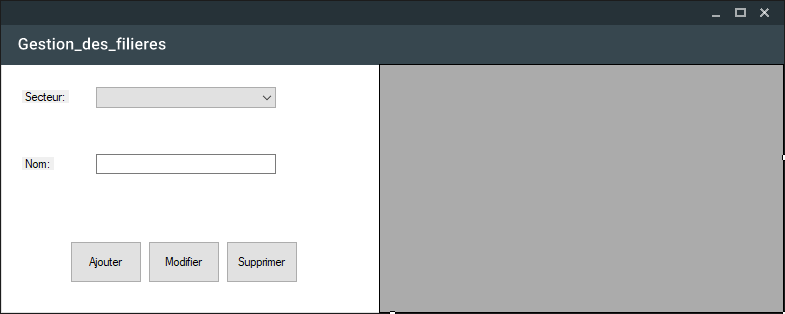 Gestion_des_filieres
Secteur:
Nom:
Ajouter Modifier Supprimer